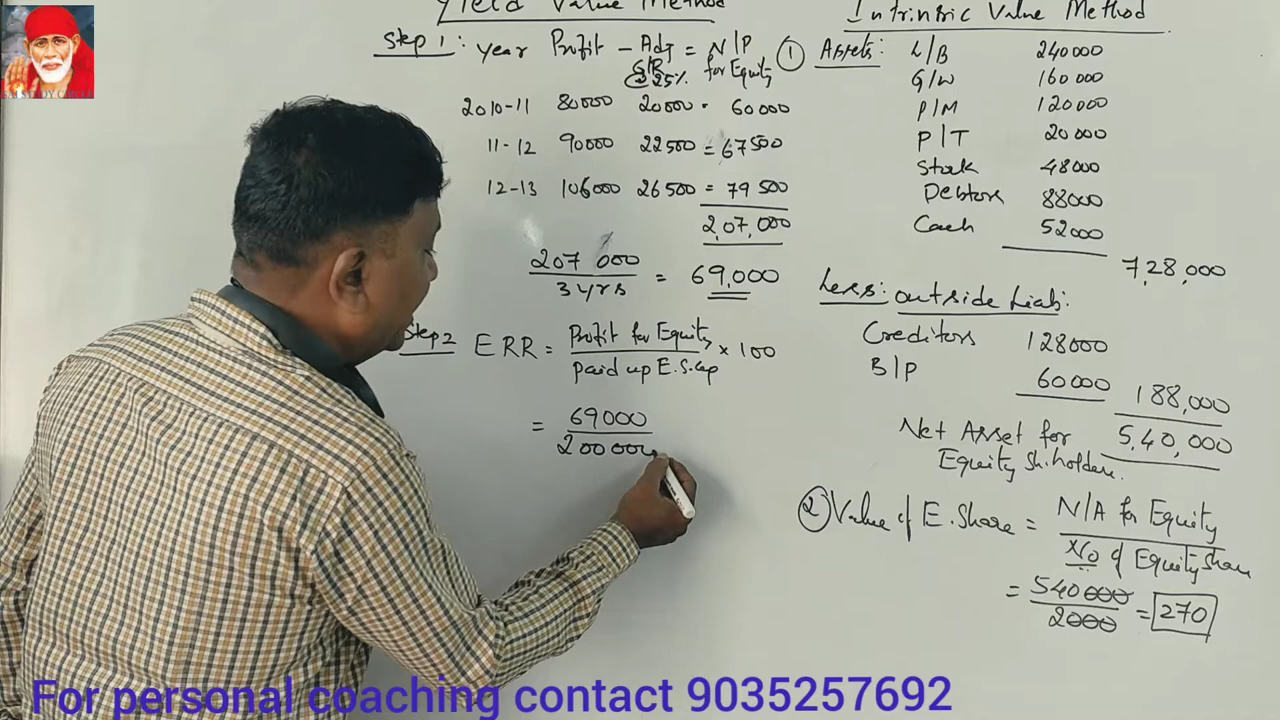 Yield Value Method
Step 1: year Profit - Adj = N/P
G/R @ 25% for Equity
2010-11 80000 20000 = 60000
11-12 90000 22500 = 67500
12-13 106000 26500 = 79500
2,07,000
207 000 / 3 yrs = 69,000
Step 2 ERR = Profit for Equity / Paid up E.S.Cap × 100
= 69000 / 200000
Intrinsic Value Method
① Assets: L/B 240000
G/W 160000
P/M 120000
P/T 20000
Stock 48000
Debtors 88000
Cash 52000
7,28,000
Less: outside Liab:
Creditors 128000
B/P 60000 188,000
Net Asset for 5,40,000
Equity Sh.holders.
② Value of E. Share = N/A for Equity / No of Equity share
= 540000 / 2000 = 270
SAI STUDY CIRCLE
For personal coaching contact 9035257692